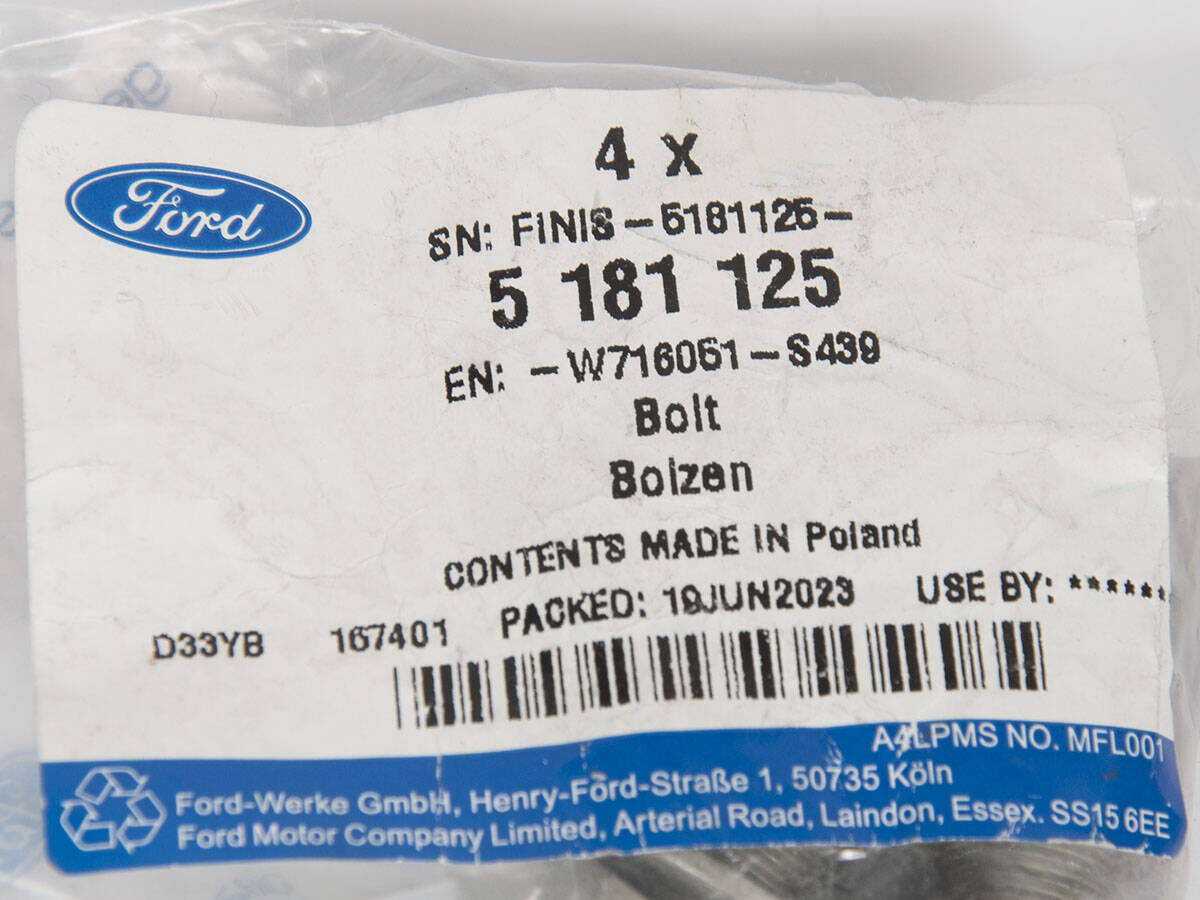 Ford
4 x
SN: FINIS-5181125-
5 181 125
EN: -W716051-S439
Bolt
Bolzen
CONTENTS MADE IN Poland
D33YB 167401 PACKED: 19JUN2023 USE BY: ******
A4LPMS NO. MFL001
Ford-Werke GmbH, Henry-Ford-Straße 1, 50735 Köln
Ford Motor Company Limited, Arterial Road, Laindon, Essex. SS15 6EE